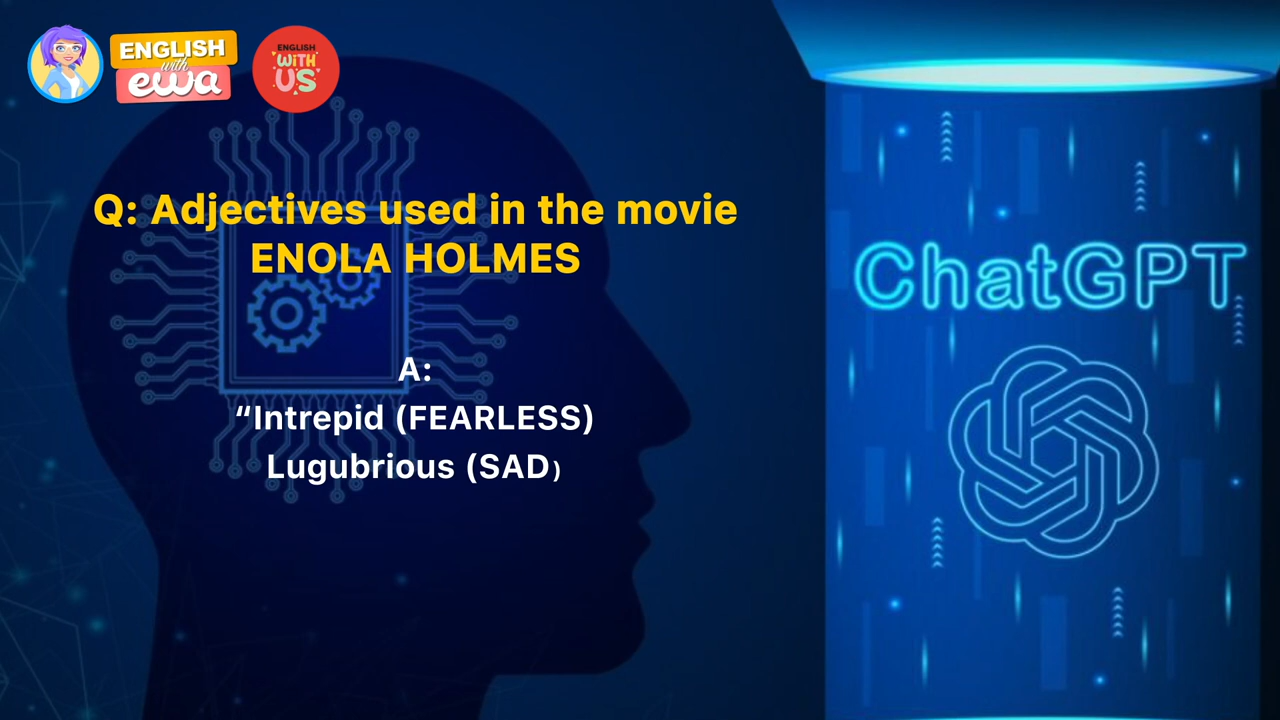 ENGLISH
with
ewa
ENGLISH
WiTH
US
Q: Adjectives used in the movie
ENOLA HOLMES
A:
“Intrepid (FEARLESS)
Lugubrious (SAD)
ChatGPT